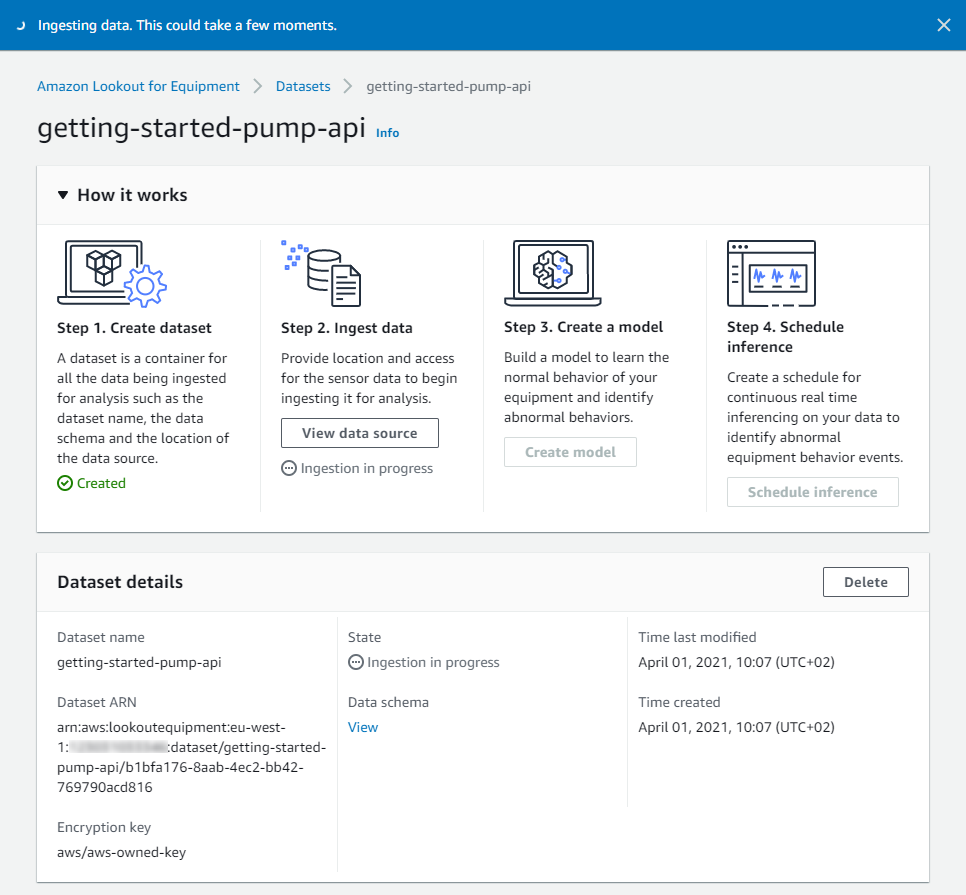 Ingesting data. This could take a few moments.
Amazon Lookout for Equipment > Datasets > getting-started-pump-api
getting-started-pump-api Info
How it works
Step 1. Create dataset
A dataset is a container for
all the data being ingested
for analysis such as the
dataset name, the data
schema and the location of
the data source.
Created
Step 2. Ingest data
Provide location and access
for the sensor data to begin
ingesting it for analysis.
View data source
Ingestion in progress
Step 3. Create a model
Build a model to learn the
normal behavior of your
equipment and identify
abnormal behaviors.
Create model
Step 4. Schedule
inference
Create a schedule for
continuous real time
inferencing on your data to
identify abnormal
equipment behavior events.
Schedule inference
Dataset details
Delete
Dataset name
getting-started-pump-api
Dataset ARN
arn:aws:lookoutequipment:eu-west-
1: :dataset/getting-started-
pump-api/b1bfa176-8aab-4ec2-bb42-
769790acd816
Encryption key
aws/aws-owned-key
State
Ingestion in progress
Data schema
View
Time last modified
April 01, 2021, 10:07 (UTC+02)
Time created
April 01, 2021, 10:07 (UTC+02)